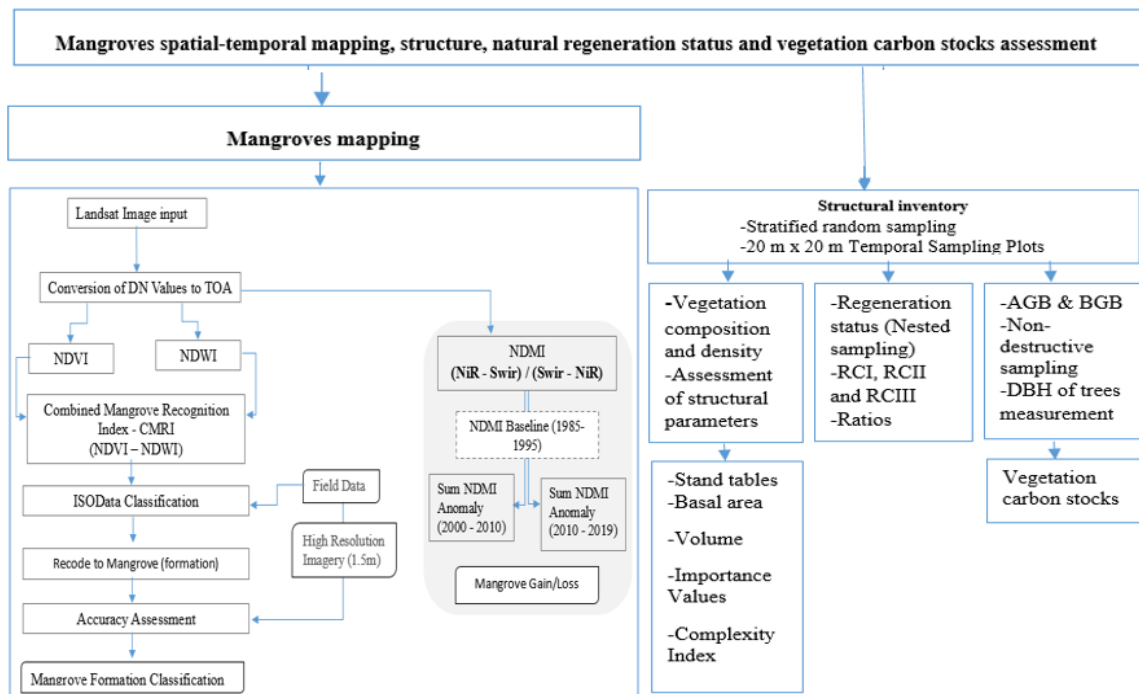 Mangroves spatial-temporal mapping, structure, natural regeneration status and vegetation carbon stocks assessment
Mangroves mapping
Landsat Image input
Conversion of DN Values to TOA
NDVI
NDWI
Combined Mangrove Recognition
Index - CMRI
(NDVI – NDWI)
ISOData Classification
Recode to Mangrove (formation)
Accuracy Assessment
Mangrove Formation Classification
Field Data
High Resolution
Imagery (1.5m)
NDMI
(NiR - Swir) / (Swir - NiR)
NDMI Baseline (1985-
1995)
Sum NDMI
Anomaly
(2000 - 2010)
Sum NDMI
Anomaly
(2010 - 2019)
Mangrove Gain/Loss
Structural inventory
-Stratified random sampling
-20 m x 20 m Temporal Sampling Plots
-Vegetation
composition
and density
-Assessment
of structural
parameters
-Stand tables
-Basal area
-Volume
-Importance
Values
-Complexity
Index
-Regeneration
status (Nested
sampling)
-RCI, RCII
and RCIII
-Ratios
-AGB & BGB
-Non-
destructive
sampling
-DBH of trees
measurement
Vegetation
carbon stocks